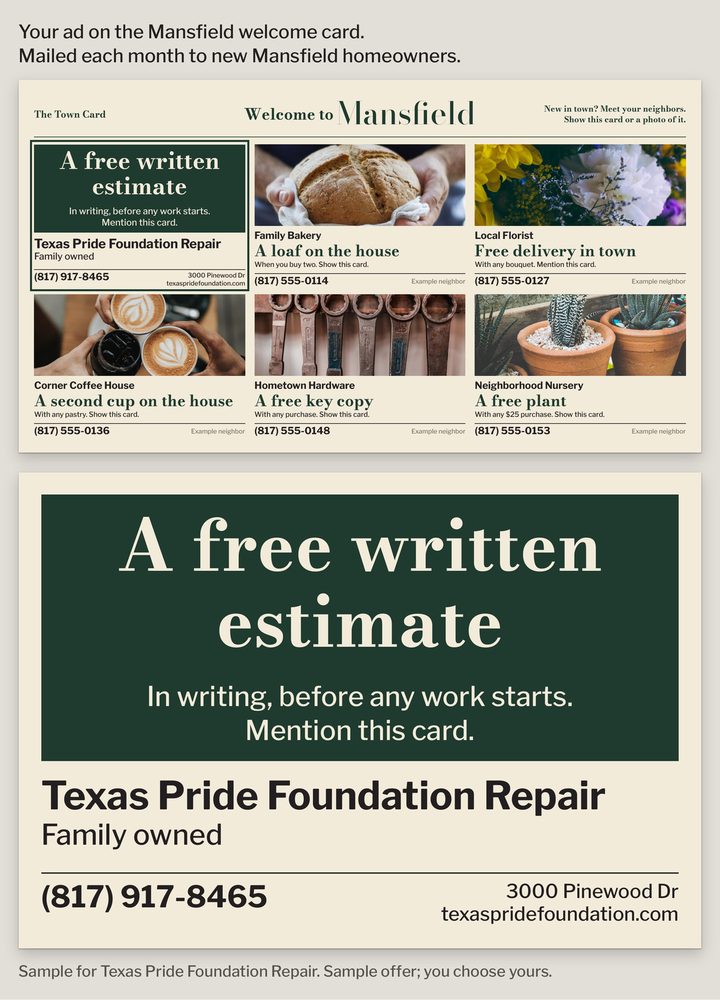 Your ad on the Mansfield welcome card.
Mailed each month to new Mansfield homeowners.
The Town Card
Welcome to Mansfield
New in town? Meet your neighbors.
Show this card or a photo of it.
A free written
estimate
In writing, before any work starts.
Mention this card.
Texas Pride Foundation Repair
Family owned
(817) 917-8465
3000 Pinewood Dr
texaspridefoundation.com
Family Bakery
A loaf on the house
When you buy two. Show this card.
(817) 555-0114
Example neighbor
Local Florist
Free delivery in town
With any bouquet. Mention this card.
(817) 555-0127
Example neighbor
Corner Coffee House
A second cup on the house
With any pastry. Show this card.
(817) 555-0136
Example neighbor
Hometown Hardware
A free key copy
With any purchase. Show this card.
(817) 555-0148
Example neighbor
Neighborhood Nursery
A free plant
With any $25 purchase. Show this card.
(817) 555-0153
Example neighbor
A free written
estimate
In writing, before any work starts.
Mention this card.
Texas Pride Foundation Repair
Family owned
(817) 917-8465
3000 Pinewood Dr
texaspridefoundation.com
Sample for Texas Pride Foundation Repair. Sample offer; you choose yours.